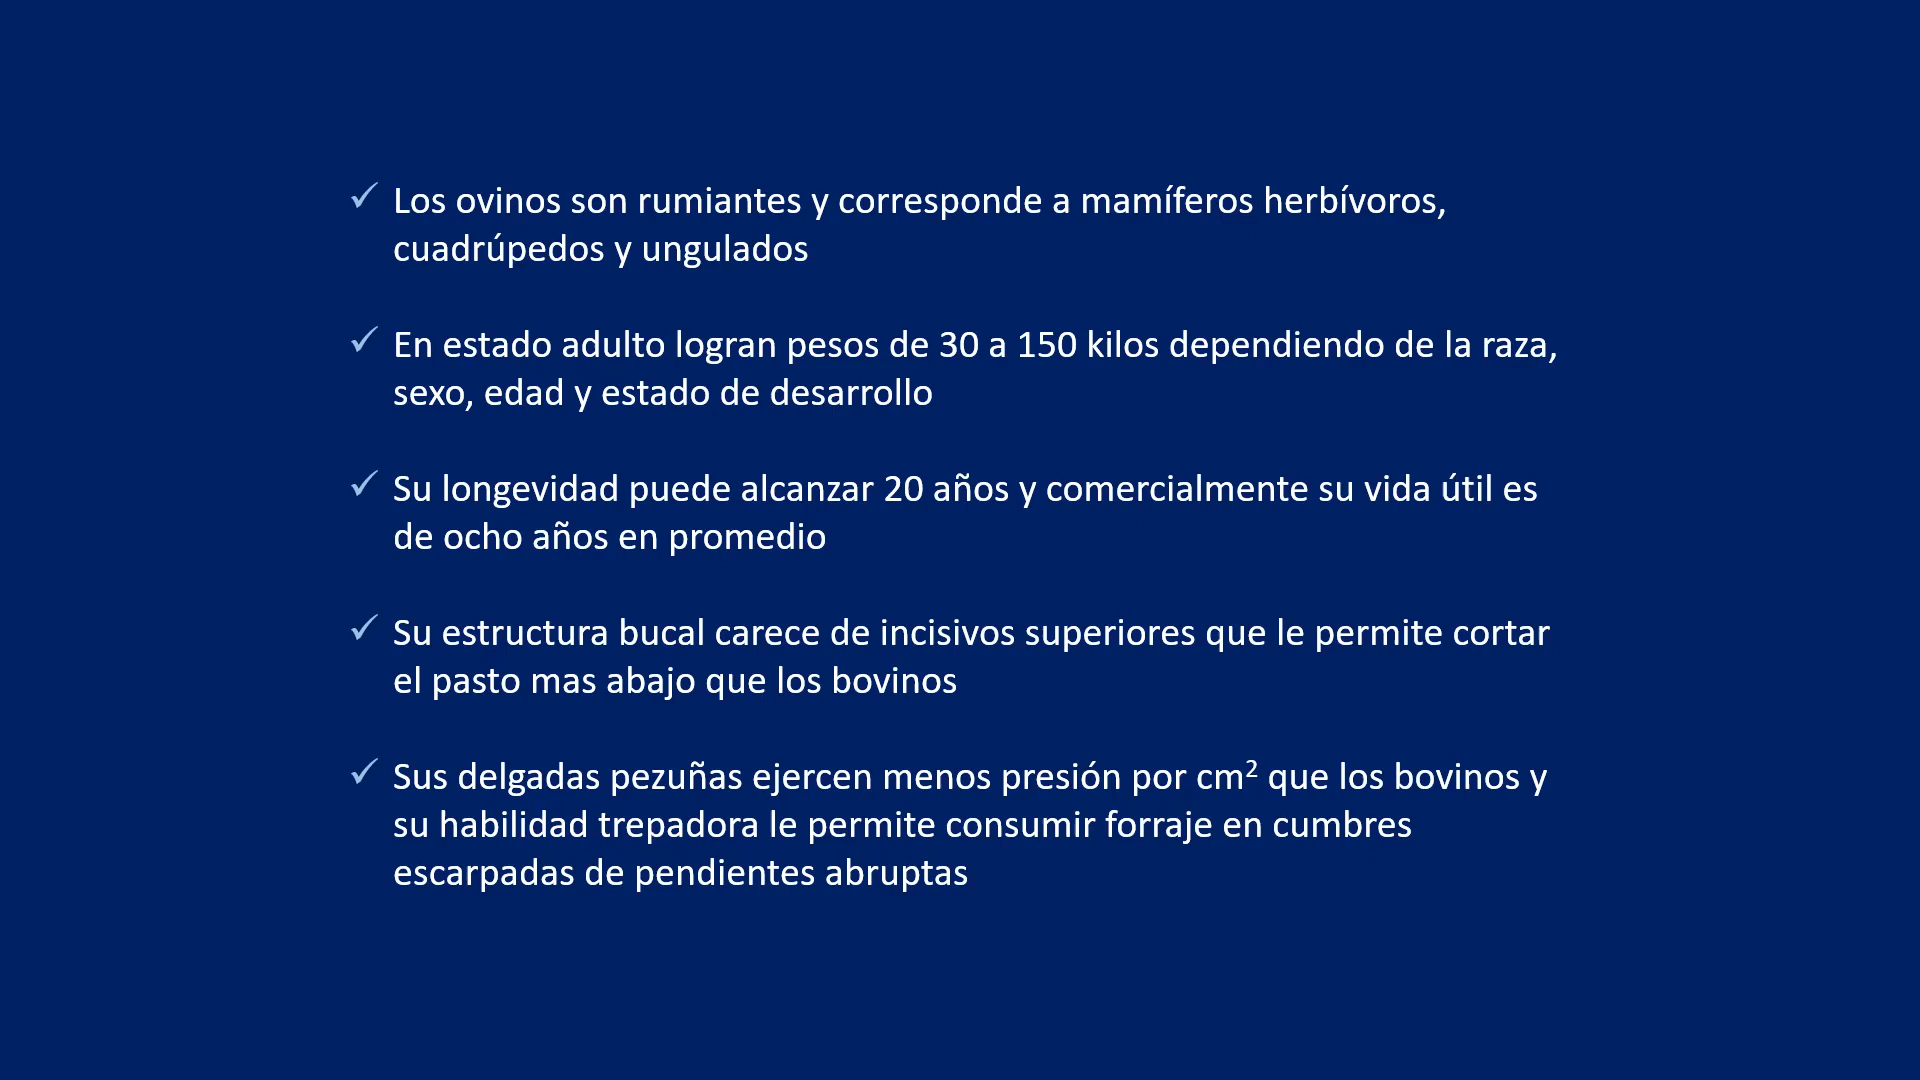 ✓ Los ovinos son rumiantes y corresponde a mamíferos herbívoros,
cuadrúpedos y ungulados
✓ En estado adulto logran pesos de 30 a 150 kilos dependiendo de la raza,
sexo, edad y estado de desarrollo
✓ Su longevidad puede alcanzar 20 años y comercialmente su vida útil es
de ocho años en promedio
✓ Su estructura bucal carece de incisivos superiores que le permite cortar
el pasto mas abajo que los bovinos
✓ Sus delgadas pezuñas ejercen menos presión por cm² que los bovinos y
su habilidad trepadora le permite consumir forraje en cumbres
escarpadas de pendientes abruptas